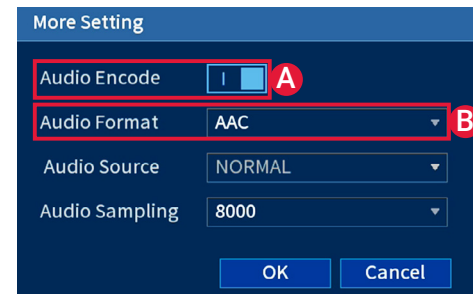 More Setting
Audio Encode A
Audio Format AAC B
Audio Source NORMAL
Audio Sampling 8000
OK Cancel